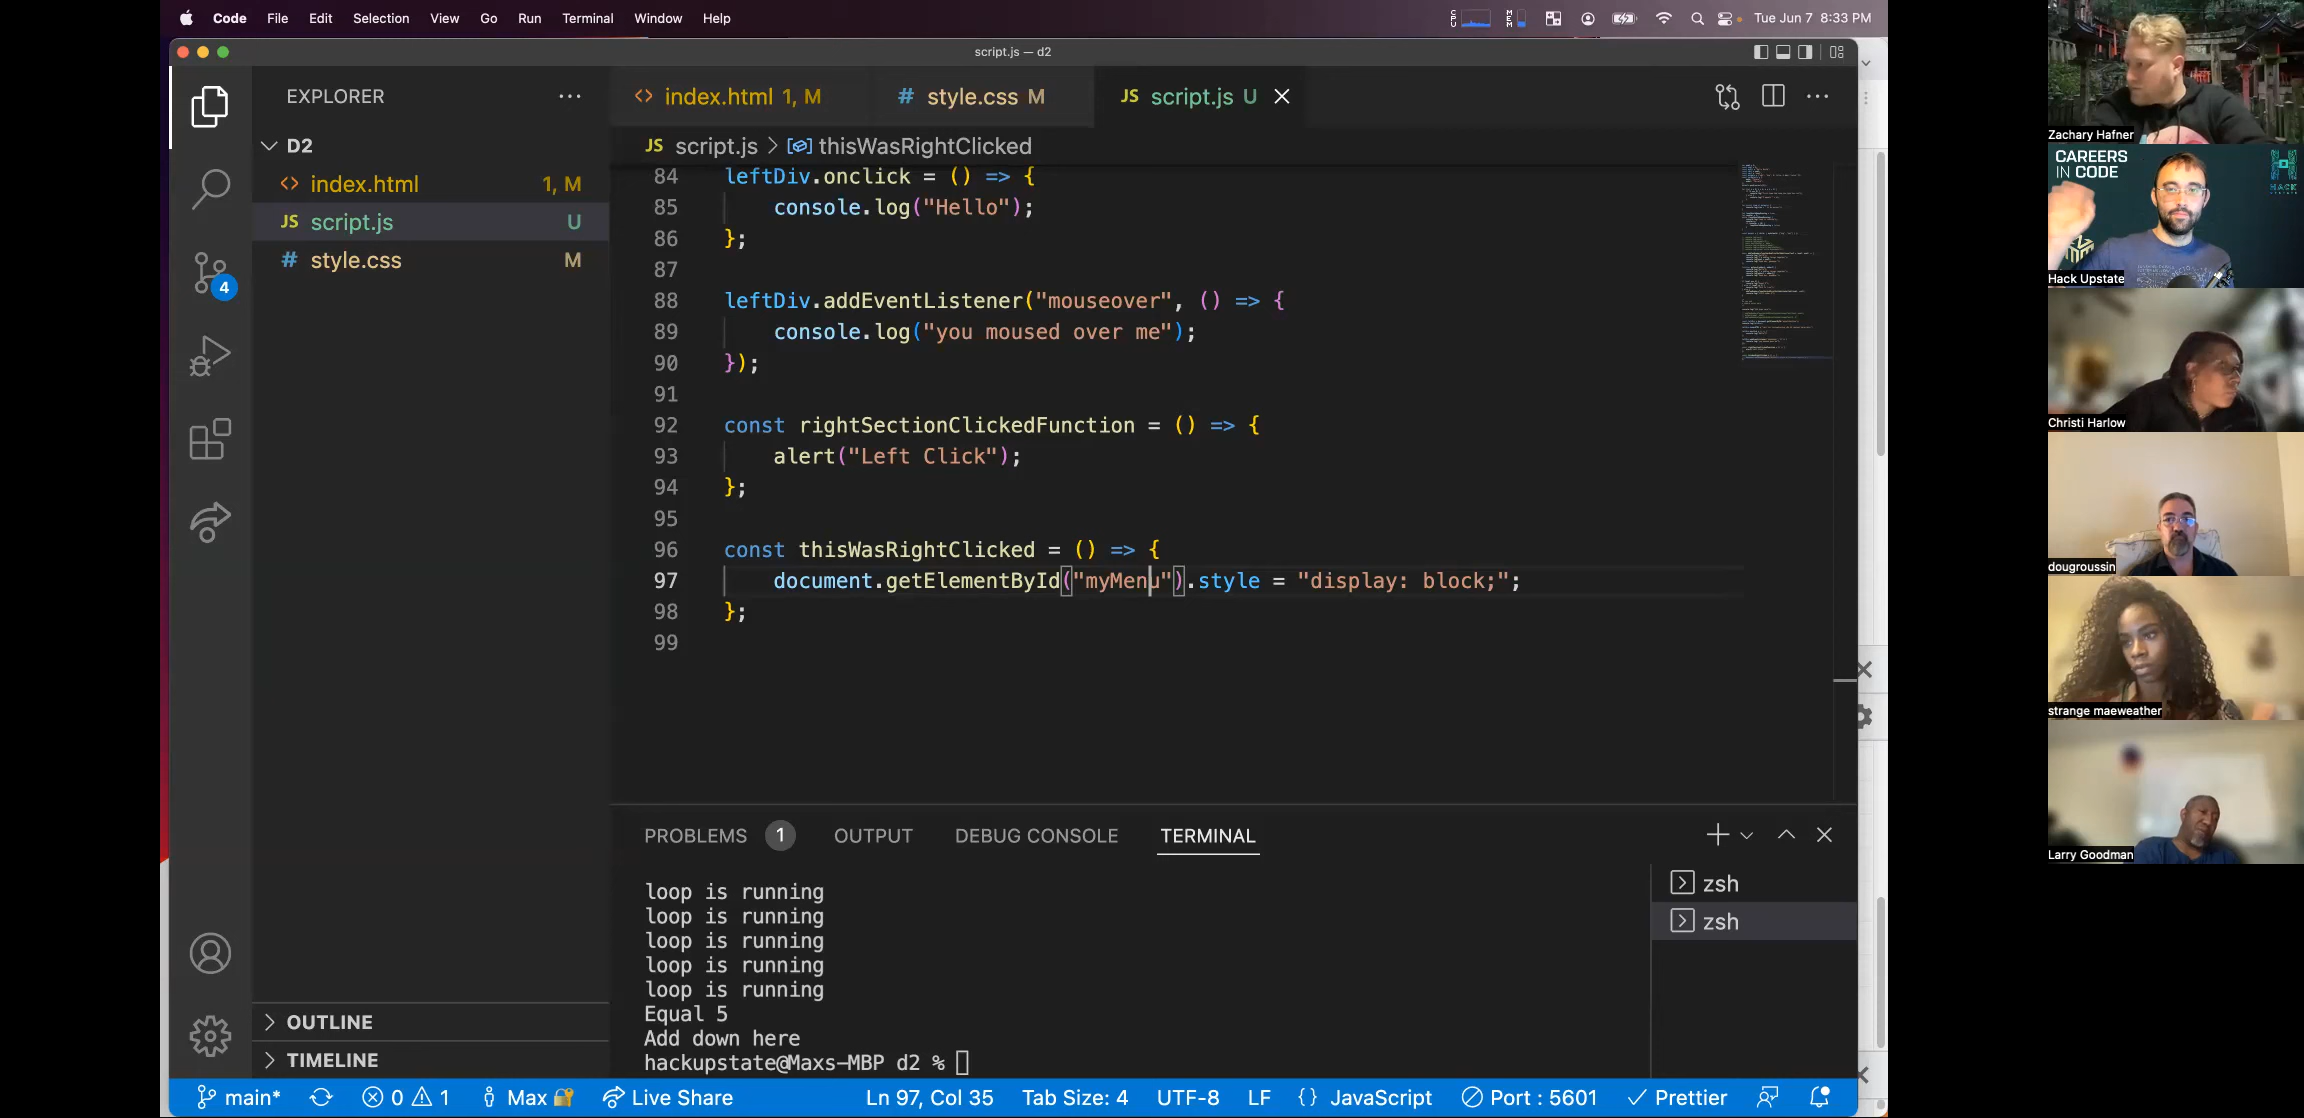 Code File Edit Selection View Go Run Terminal Window Help
CPU MEM Tue Jun 7 8:33 PM
script.js — d2
EXPLORER
D2
index.html 1, M
script.js U
style.css M
4
OUTLINE
TIMELINE
index.html 1, M
style.css M
JS script.js U
JS script.js > thisWasRightClicked
84 leftDiv.onclick = () => {
85 console.log("Hello");
86 };
87
88 leftDiv.addEventListener("mouseover", () => {
89 console.log("you moused over me");
90 });
91
92 const rightSectionClickedFunction = () => {
93 alert("Left Click");
94 };
95
96 const thisWasRightClicked = () => {
97 document.getElementById("myMenu").style = "display: block;";
98 };
99
PROBLEMS 1 OUTPUT DEBUG CONSOLE TERMINAL
loop is running
loop is running
loop is running
loop is running
loop is running
Equal 5
Add down here
hackupstate@Maxs-MBP d2 %
zsh
zsh
main* 0 1 Max Live Share Ln 97, Col 35 Tab Size: 4 UTF-8 LF {} JavaScript Port : 5601 Prettier
Zachary Hafner
CAREERS
IN CODE
HACK
UPSTATE
Hack Upstate
Christi Harlow
dougroussin
strange maeweather
Larry Goodman